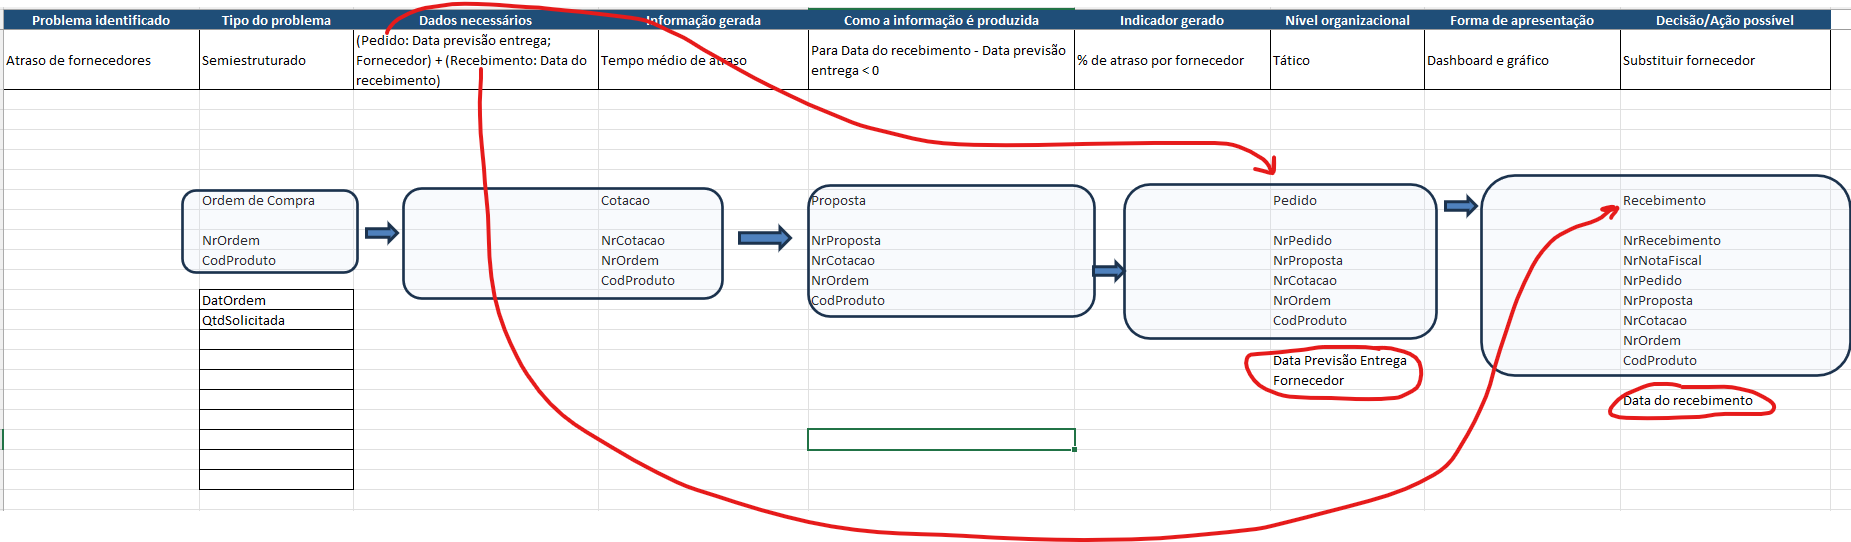 Problema identificado
Tipo do problema
Dados necessários
Informação gerada
Como a informação é produzida
Indicador gerado
Nível organizacional
Forma de apresentação
Decisão/Ação possível
Atraso de fornecedores
Semiestruturado
(Pedido: Data previsão entrega;
Fornecedor) + (Recebimento: Data do
recebimento)
Tempo médio de atraso
Para Data do recebimento - Data previsão
entrega < 0
% de atraso por fornecedor
Tático
Dashboard e gráfico
Substituir fornecedor
Ordem de Compra
NrOrdem
CodProduto
DatOrdem
QtdSolicitada
Cotacao
NrCotacao
NrOrdem
CodProduto
Proposta
NrProposta
NrCotacao
NrOrdem
CodProduto
Pedido
NrPedido
NrProposta
NrCotacao
NrOrdem
CodProduto
Data Previsão Entrega
Fornecedor
Recebimento
NrRecebimento
NrNotaFiscal
NrPedido
NrProposta
NrCotacao
NrOrdem
CodProduto
Data do recebimento